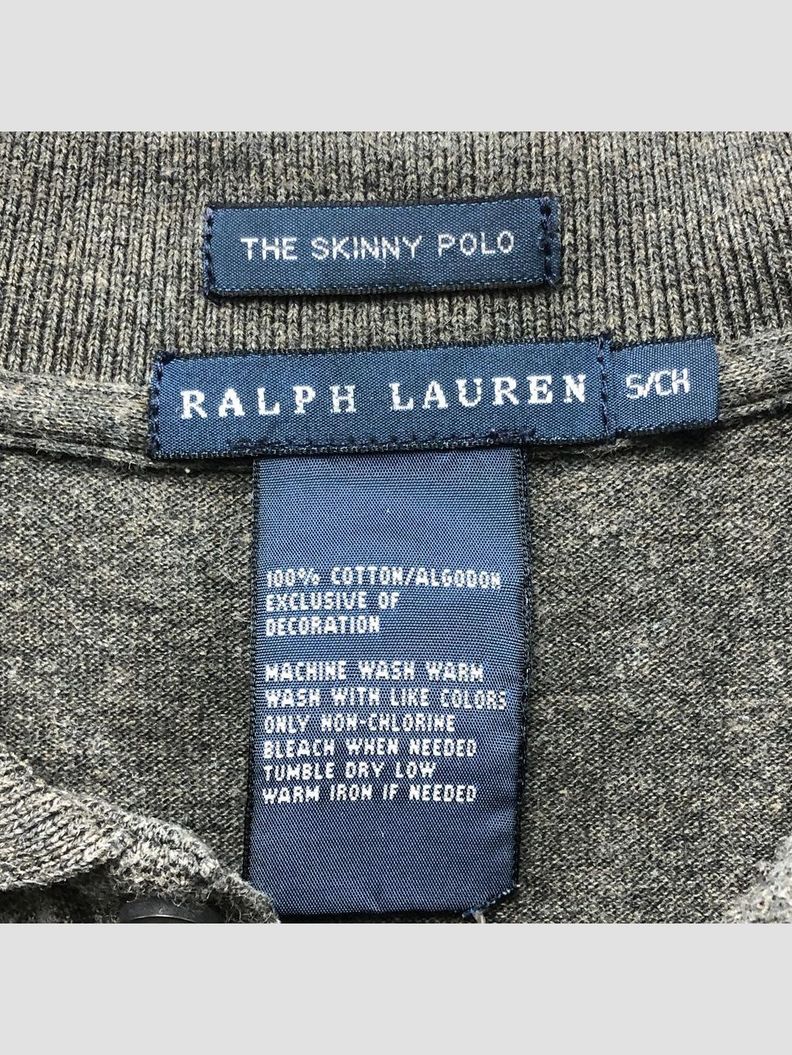 THE SKINNY POLO
RALPH LAUREN
S/CH
100% COTTON/ALGODON
EXCLUSIVE OF
DECORATION
MACHINE WASH WARM
WASH WITH LIKE COLORS
ONLY NON-CHLORINE
BLEACH WHEN NEEDED
TUMBLE DRY LOW
WARM IRON IF NEEDED